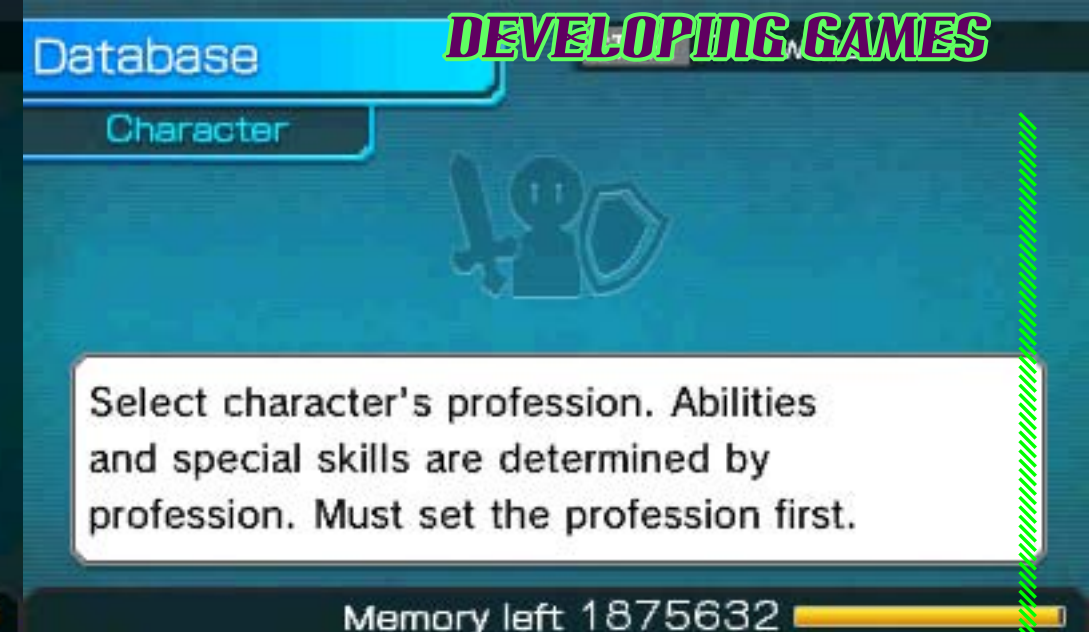 DEVELOPING GAMES
Database
Character
Select character's profession. Abilities
and special skills are determined by
profession. Must set the profession first.
Memory left 1875632